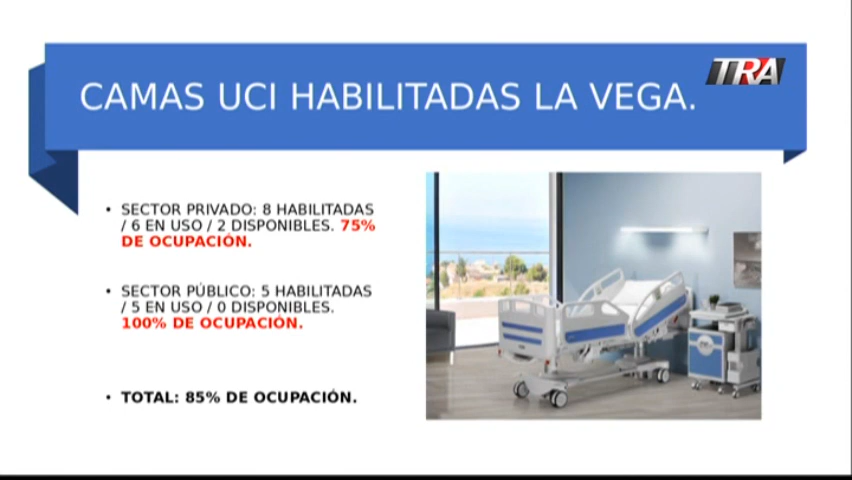 TRA
CAMAS UCI HABILITADAS LA VEGA.
• SECTOR PRIVADO: 8 HABILITADAS
/ 6 EN USO / 2 DISPONIBLES. 75%
DE OCUPACIÓN.
• SECTOR PÚBLICO: 5 HABILITADAS
/ 5 EN USO / 0 DISPONIBLES.
100% DE OCUPACIÓN.
• TOTAL: 85% DE OCUPACIÓN.